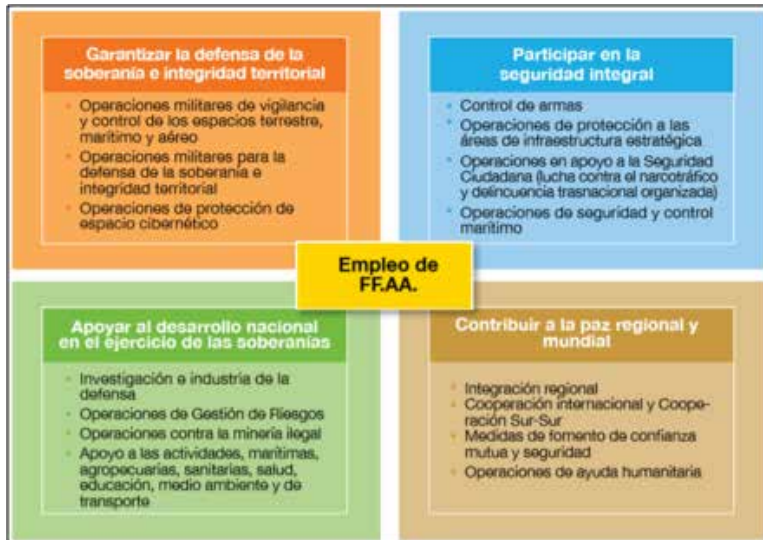 Garantizar la defensa de la
soberanía e integridad territorial
Operaciones militares de vigilancia
y control de los espacios terrestre,
marítimo y aéreo
Operaciones militares para la
defensa de la soberanía e
integridad territorial
Operaciones de protección de
espacio cibernético
Participar en la
seguridad integral
Control de armas
Operaciones de protección a las
áreas de infraestructura estratégica
Operaciones en apoyo a la Seguridad
Ciudadana (lucha contra el narcotráfico
y delincuencia trasnacional organizada)
Operaciones de seguridad y control
marítimo
Empleo de
FF.AA.
Apoyar al desarrollo nacional
en el ejercicio de las soberanías
Investigación e industria de la
defensa
Operaciones de Gestión de Riesgos
Operaciones contra la minería ilegal
Apoyo a las actividades, marítimas,
agropecuarias, sanitarias, salud,
educación, medio ambiente y de
transporte
Contribuir a la paz regional y
mundial
Integración regional
Cooperación internacional y Coope-
ración Sur-Sur
Medidas de fomento de confianza
mutua y seguridad
Operaciones de ayuda humanitaria